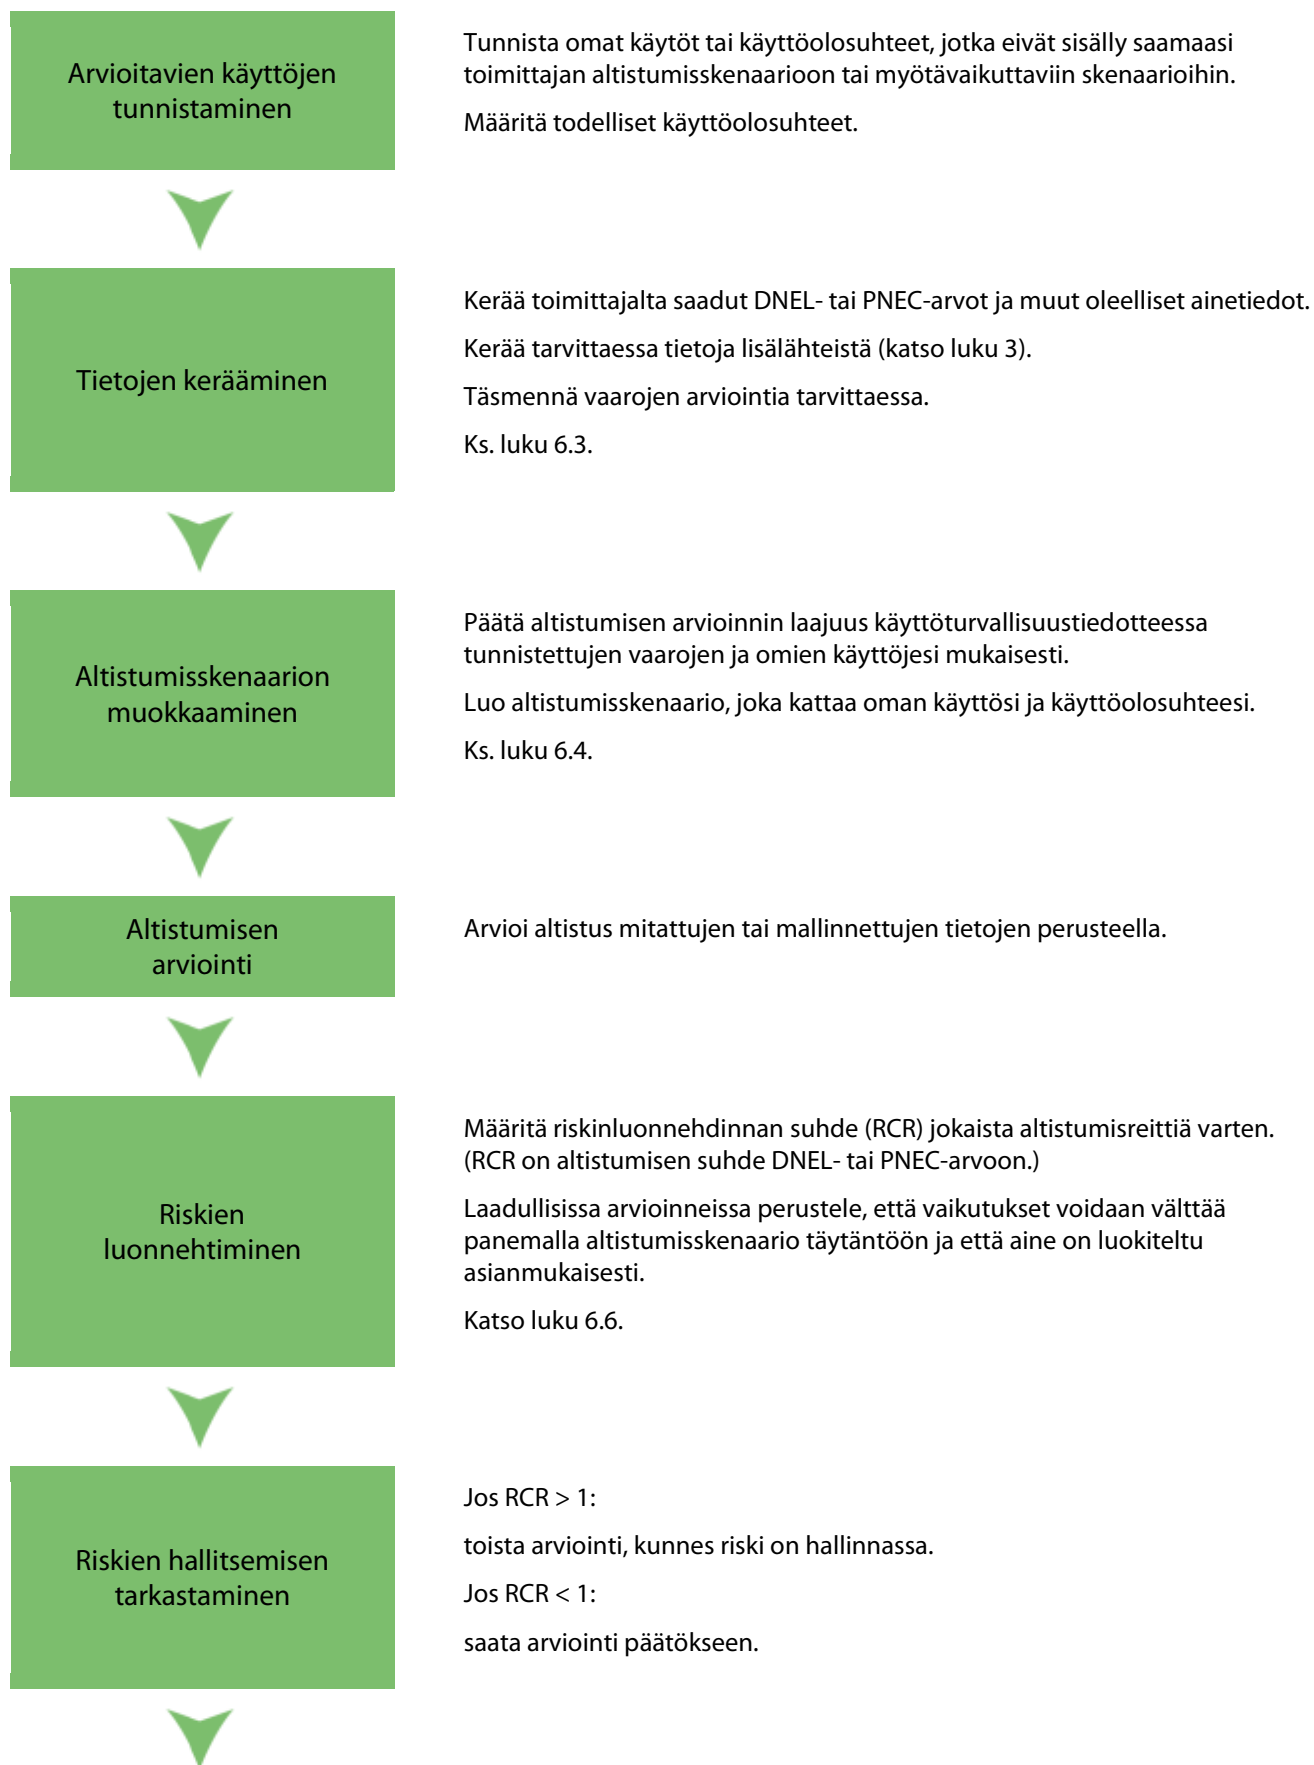 Arvioitavien käyttöjen
tunnistaminen
Tunnista omat käytöt tai käyttöolosuhteet, jotka eivät sisälly saamaasi
toimittajan altistumisskenaarioon tai myötävaikuttaviin skenaarioihin.
Määritä todelliset käyttöolosuhteet.
Tietojen kerääminen
Kerää toimittajalta saadut DNEL- tai PNEC-arvot ja muut oleelliset ainetiedot.
Kerää tarvittaessa tietoja lisälähteistä (katso luku 3).
Täsmennä vaarojen arviointia tarvittaessa.
Ks. luku 6.3.
Altistumisskenaarion
muokkaaminen
Päätä altistumisen arvioinnin laajuus käyttöturvallisuustiedotteessa
tunnistettujen vaarojen ja omien käyttöjesi mukaisesti.
Luo altistumisskenaario, joka kattaa oman käyttösi ja käyttöolosuhteesi.
Ks. luku 6.4.
Altistumisen
arviointi
Arvioi altistus mitattujen tai mallinnettujen tietojen perusteella.
Riskien
luonnehtiminen
Määritä riskinluonnehdinnan suhde (RCR) jokaista altistumisreittiä varten.
(RCR on altistumisen suhde DNEL- tai PNEC-arvoon.)
Laadullisissa arvioinneissa perustele, että vaikutukset voidaan välttää
panemalla altistumisskenaario täytäntöön ja että aine on luokiteltu
asianmukaisesti.
Katso luku 6.6.
Riskien hallitsemisen
tarkastaminen
Jos RCR > 1:
toista arviointi, kunnes riski on hallinnassa.
Jos RCR < 1:
saata arviointi päätökseen.